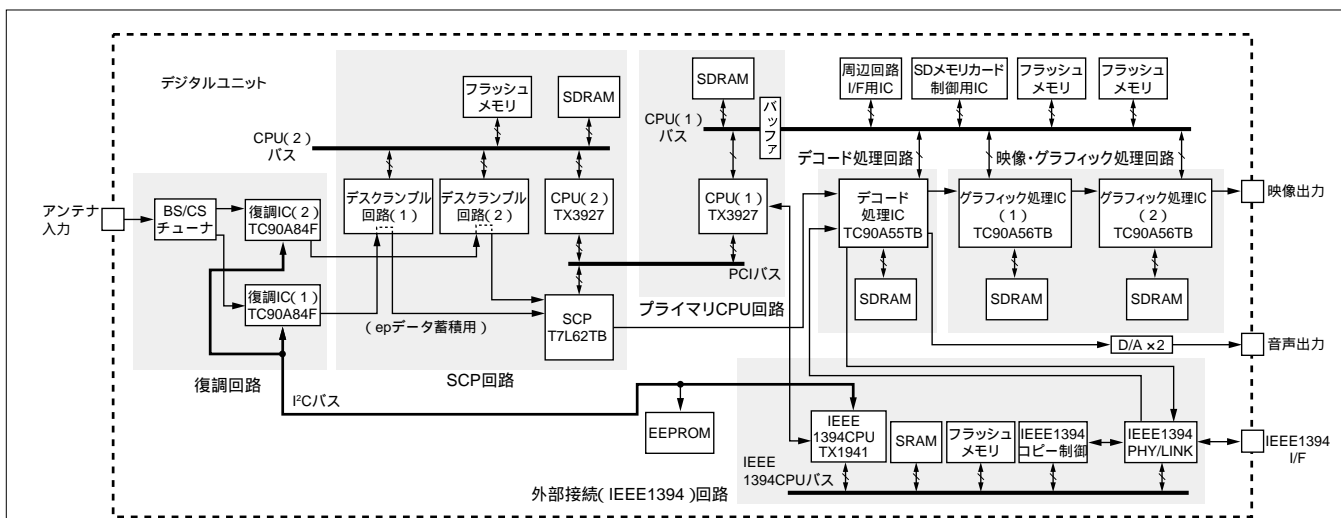 デジタルユニット
フラッシュ
メモリ
SDRAM
CPU(2)
バス
SDRAM
CPU(1)
バス
バッファ
周辺回路
I/F用IC
SDメモリカード
制御用IC
フラッシュ
メモリ
フラッシュ
メモリ
デコード処理回路
映像・グラフィック処理回路
アンテナ
入力
BS/CS
チューナ
復調IC(2)
TC90A84F
復調IC(1)
TC90A84F
復調回路
デスクランブル
回路(1)
デスクランブル
回路(2)
CPU(2)
TX3927
CPU(1)
TX3927
デコード
処理IC
TC90A55TB
グラフィック処理IC
(1)
TC90A56TB
グラフィック処理IC
(2)
TC90A56TB
映像出力
PCIバス
SDRAM
SDRAM
SDRAM
(epデータ蓄積用)
SCP
T7L62TB
SCP回路
プライマリCPU回路
D/A ×2
音声出力
I²Cバス
EEPROM
IEEE
1394CPU
TX1941
SRAM
フラッシュ
メモリ
IEEE1394
コピー制御
IEEE1394
PHY/LINK
IEEE1394
I/F
IEEE
1394CPUバス
外部接続(IEEE1394)回路